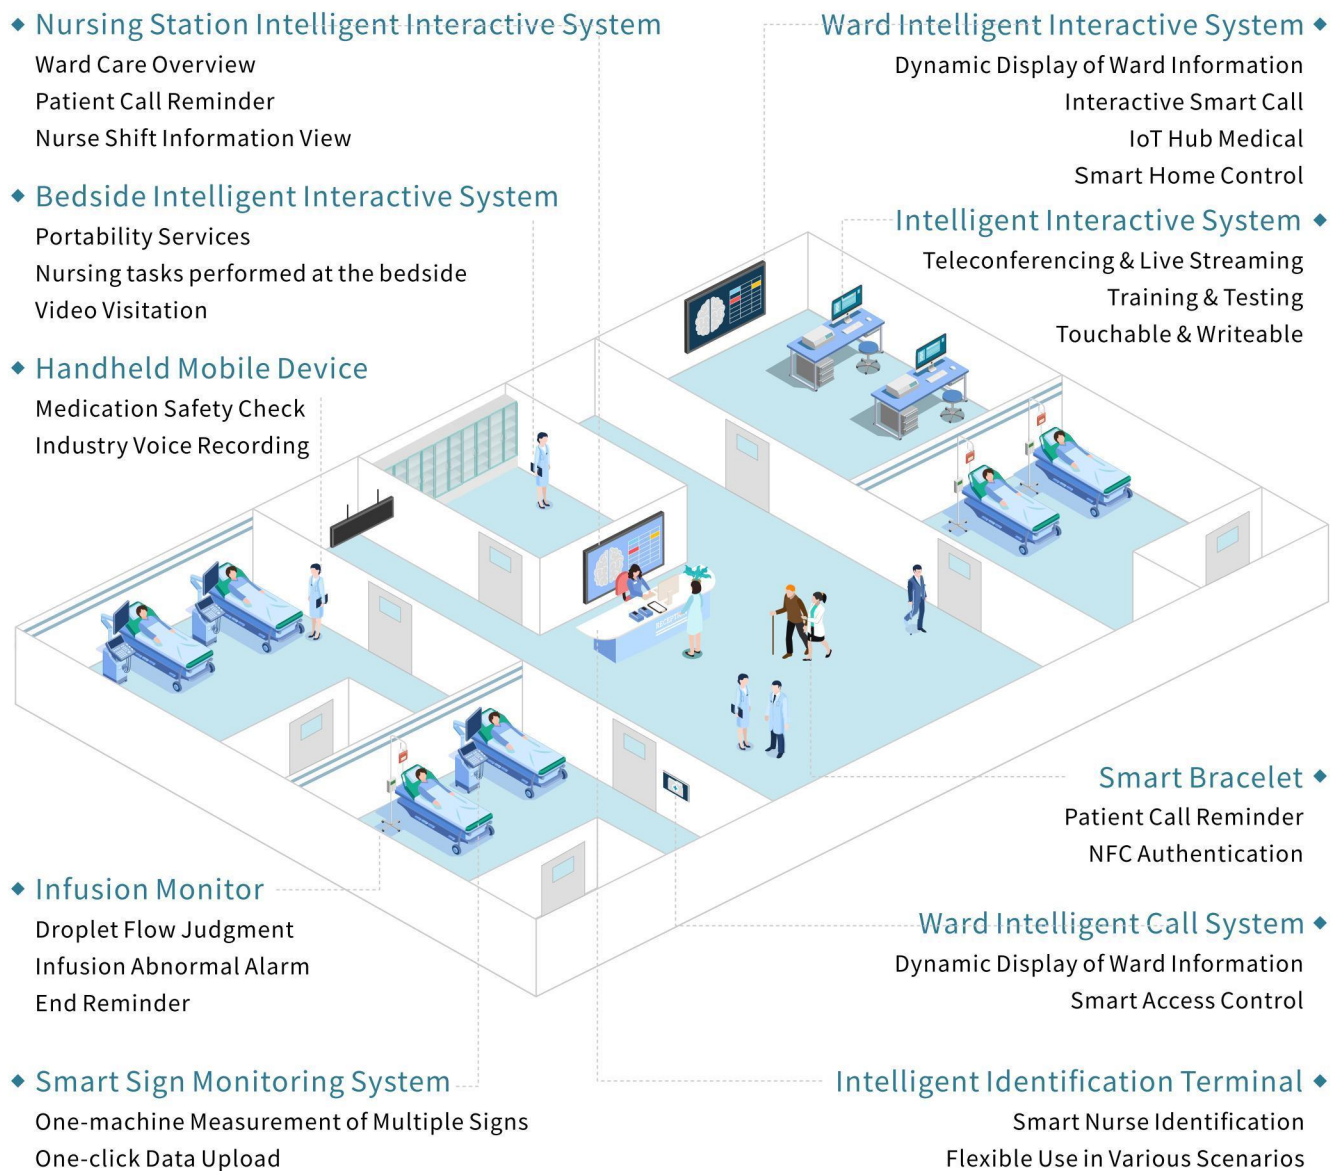 Nursing Station Intelligent Interactive System
Ward Care Overview
Patient Call Reminder
Nurse Shift Information View
Bedside Intelligent Interactive System
Portability Services
Nursing tasks performed at the bedside
Video Visitation
Handheld Mobile Device
Medication Safety Check
Industry Voice Recording
Ward Intelligent Interactive System
Dynamic Display of Ward Information
Interactive Smart Call
IoT Hub Medical
Smart Home Control
Intelligent Interactive System
Teleconferencing & Live Streaming
Training & Testing
Touchable & Writeable
Infusion Monitor
Droplet Flow Judgment
Infusion Abnormal Alarm
End Reminder
Smart Sign Monitoring System
One-machine Measurement of Multiple Signs
One-click Data Upload
Smart Bracelet
Patient Call Reminder
NFC Authentication
Ward Intelligent Call System
Dynamic Display of Ward Information
Smart Access Control
Intelligent Identification Terminal
Smart Nurse Identification
Flexible Use in Various Scenarios